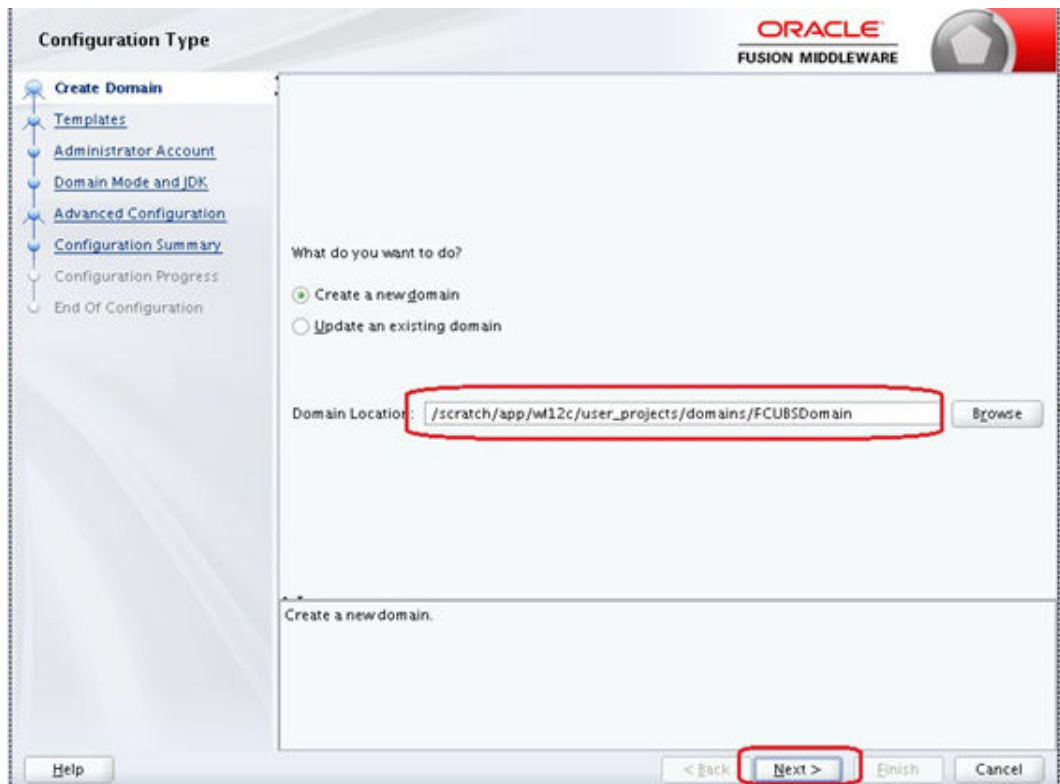 Configuration Type
ORACLE
FUSION MIDDLEWARE
Create Domain
Templates
Administrator Account
Domain Mode and JDK
Advanced Configuration
Configuration Summary
Configuration Progress
End Of Configuration
What do you want to do?
Create a new domain
Update an existing domain
Domain Location: /scratch/app/wl12c/user_projects/domains/FCUBSDomain Browse
Create a new domain.
Help < Back Next > Finish Cancel